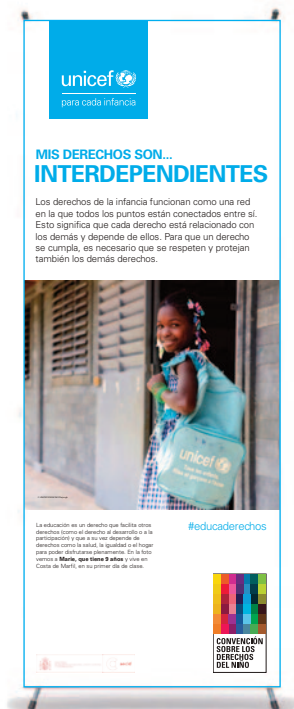 unicef
para cada infancia
MIS DERECHOS SON...
INTERDEPENDIENTES
Los derechos de la infancia funcionan como una red
en la que todos los puntos están conectados entre sí.
Esto significa que cada derecho está relacionado con
los demás y depende de ellos. Para que un derecho
se cumpla, es necesario que se respeten y protejan
también los demás derechos.
unicef
La educación es un derecho que facilita otros
derechos (como el derecho al desarrollo o a la
participación) y que a su vez depende de
derechos como la salud, la igualdad o el hogar
para poder disfrutarse plenamente. En la foto
vemos a Marie, que tiene 9 años y vive en
Costa de Marfil, en su primer día de clase.
#educaderechos
CONVENCIÓN
SOBRE LOS
DERECHOS
DEL NIÑO